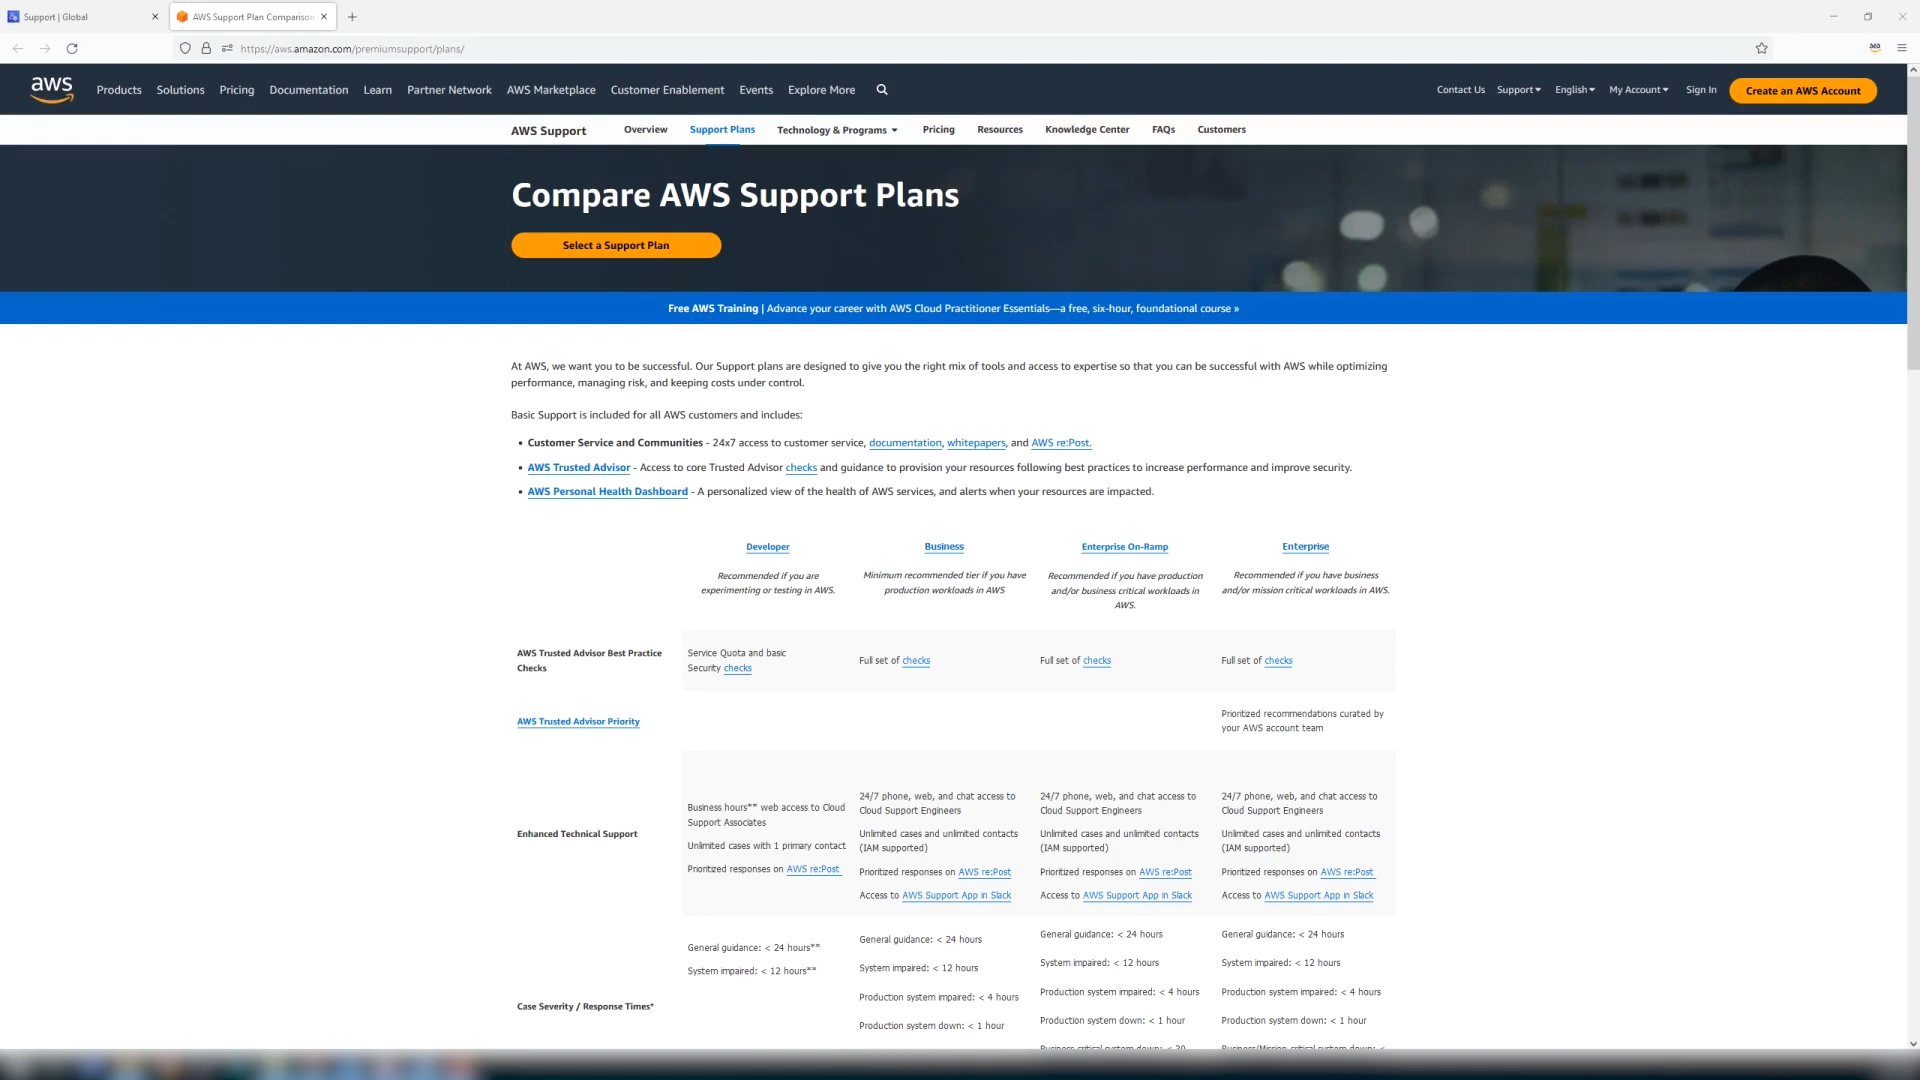 Support | Global
AWS Support Plan Comparison
https://aws.amazon.com/premiumsupport/plans/
aws
Products Solutions Pricing Documentation Learn Partner Network AWS Marketplace Customer Enablement Events Explore More
Contact Us Support English My Account Sign In Create an AWS Account
AWS Support Overview Support Plans Technology & Programs Pricing Resources Knowledge Center FAQs Customers
Compare AWS Support Plans
Select a Support Plan
Free AWS Training | Advance your career with AWS Cloud Practitioner Essentials—a free, six-hour, foundational course »
At AWS, we want you to be successful. Our Support plans are designed to give you the right mix of tools and access to expertise so that you can be successful with AWS while optimizing
performance, managing risk, and keeping costs under control.
Basic Support is included for all AWS customers and includes:
• Customer Service and Communities - 24x7 access to customer service, documentation, whitepapers, and AWS re:Post.
• AWS Trusted Advisor - Access to core Trusted Advisor checks and guidance to provision your resources following best practices to increase performance and improve security.
• AWS Personal Health Dashboard - A personalized view of the health of AWS services, and alerts when your resources are impacted.
Developer
Recommended if you are
experimenting or testing in AWS.
Business
Minimum recommended tier if you have
production workloads in AWS
Enterprise On-Ramp
Recommended if you have production
and/or business critical workloads in
AWS.
Enterprise
Recommended if you have business
and/or mission critical workloads in AWS.
AWS Trusted Advisor Best Practice
Checks
Service Quota and basic
Security checks
Full set of checks
Full set of checks
Full set of checks
AWS Trusted Advisor Priority
Prioritized recommendations curated by
your AWS account team
Enhanced Technical Support
Business hours** web access to Cloud
Support Associates
Unlimited cases with 1 primary contact
Prioritized responses on AWS re:Post
24/7 phone, web, and chat access to
Cloud Support Engineers
Unlimited cases and unlimited contacts
(IAM supported)
Prioritized responses on AWS re:Post
Access to AWS Support App in Slack
24/7 phone, web, and chat access to
Cloud Support Engineers
Unlimited cases and unlimited contacts
(IAM supported)
Prioritized responses on AWS re:Post
Access to AWS Support App in Slack
24/7 phone, web, and chat access to
Cloud Support Engineers
Unlimited cases and unlimited contacts
(IAM supported)
Prioritized responses on AWS re:Post
Access to AWS Support App in Slack
Case Severity / Response Times*
General guidance: < 24 hours**
System impaired: < 12 hours**
General guidance: < 24 hours
System impaired: < 12 hours
Production system impaired: < 4 hours
Production system down: < 1 hour
General guidance: < 24 hours
System impaired: < 12 hours
Production system impaired: < 4 hours
Production system down: < 1 hour
Business-critical system down: < 30
General guidance: < 24 hours
System impaired: < 12 hours
Production system impaired: < 4 hours
Production system down: < 1 hour
Business/Mission-critical system down: <